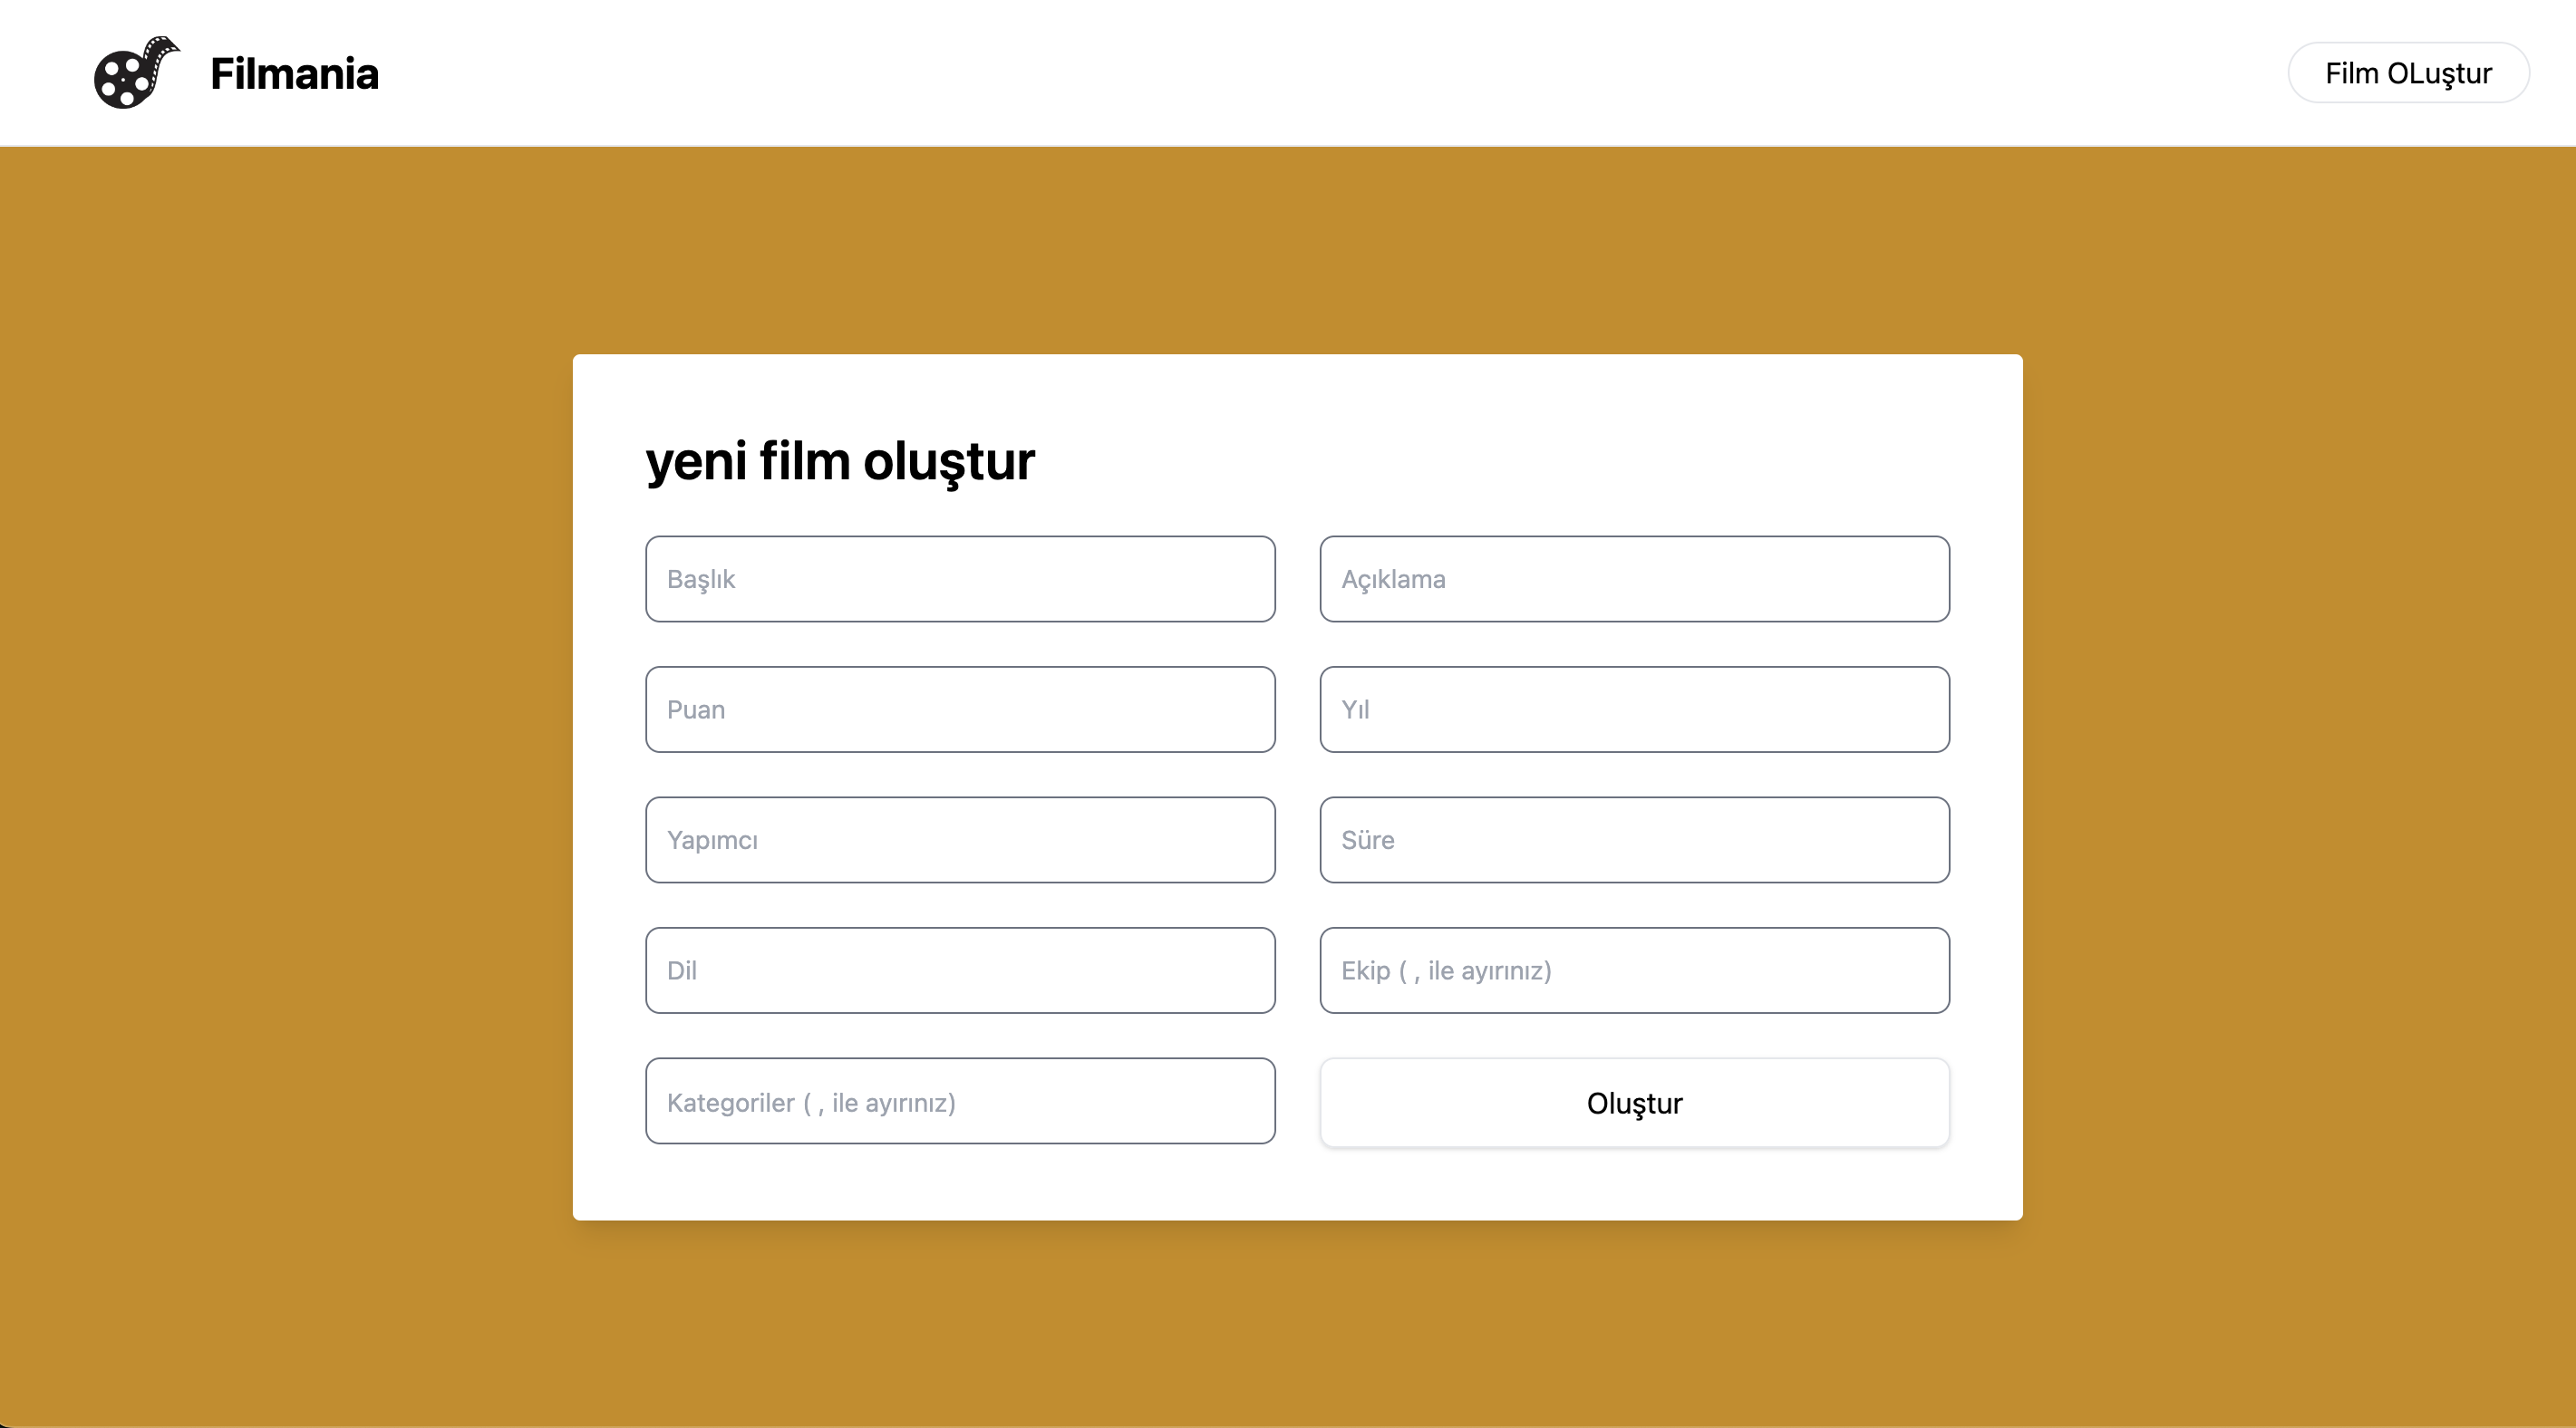 Filmania
Film OLuştur
yeni film oluştur
Başlık
Açıklama
Puan
Yıl
Yapımcı
Süre
Dil
Ekip ( , ile ayırınız)
Kategoriler ( , ile ayırınız)
Oluştur